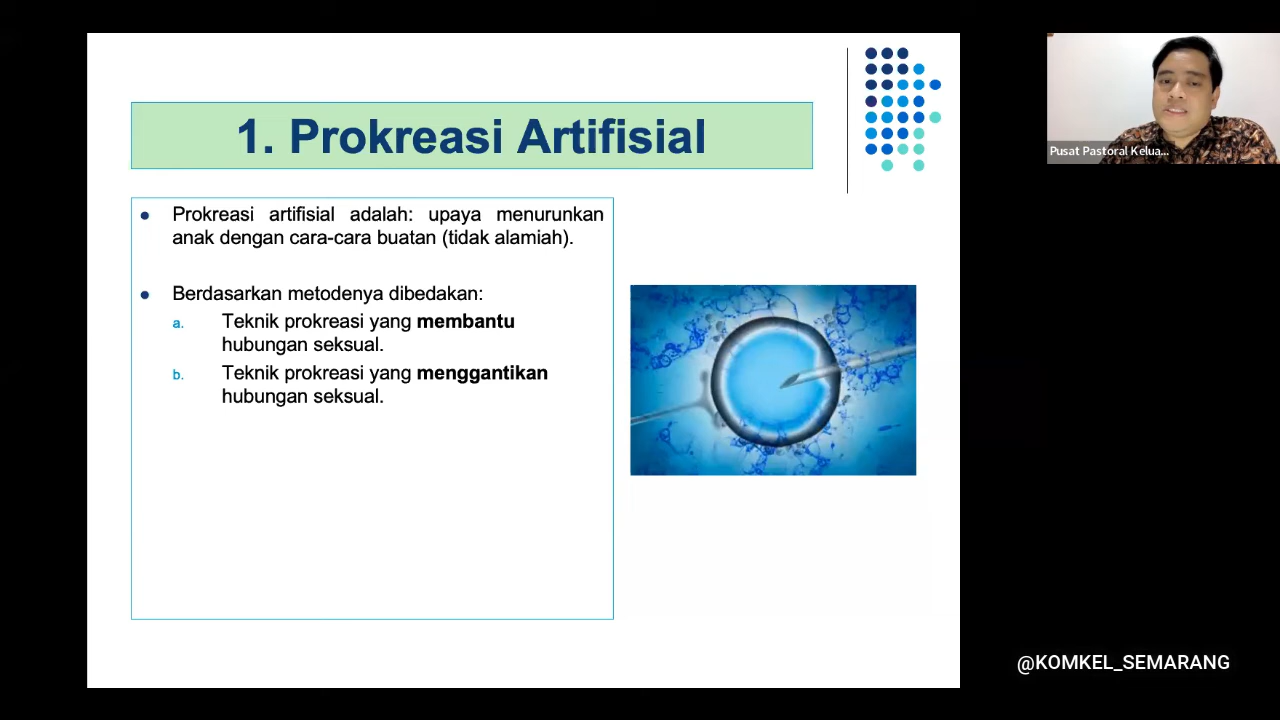 1. Prokreasi Artifisial
● Prokreasi artifisial adalah: upaya menurunkan
anak dengan cara-cara buatan (tidak alamiah).
● Berdasarkan metodenya dibedakan:
a. Teknik prokreasi yang membantu
hubungan seksual.
b. Teknik prokreasi yang menggantikan
hubungan seksual.
Pusat Pastoral Kelua...
@KOMKEL_SEMARANG